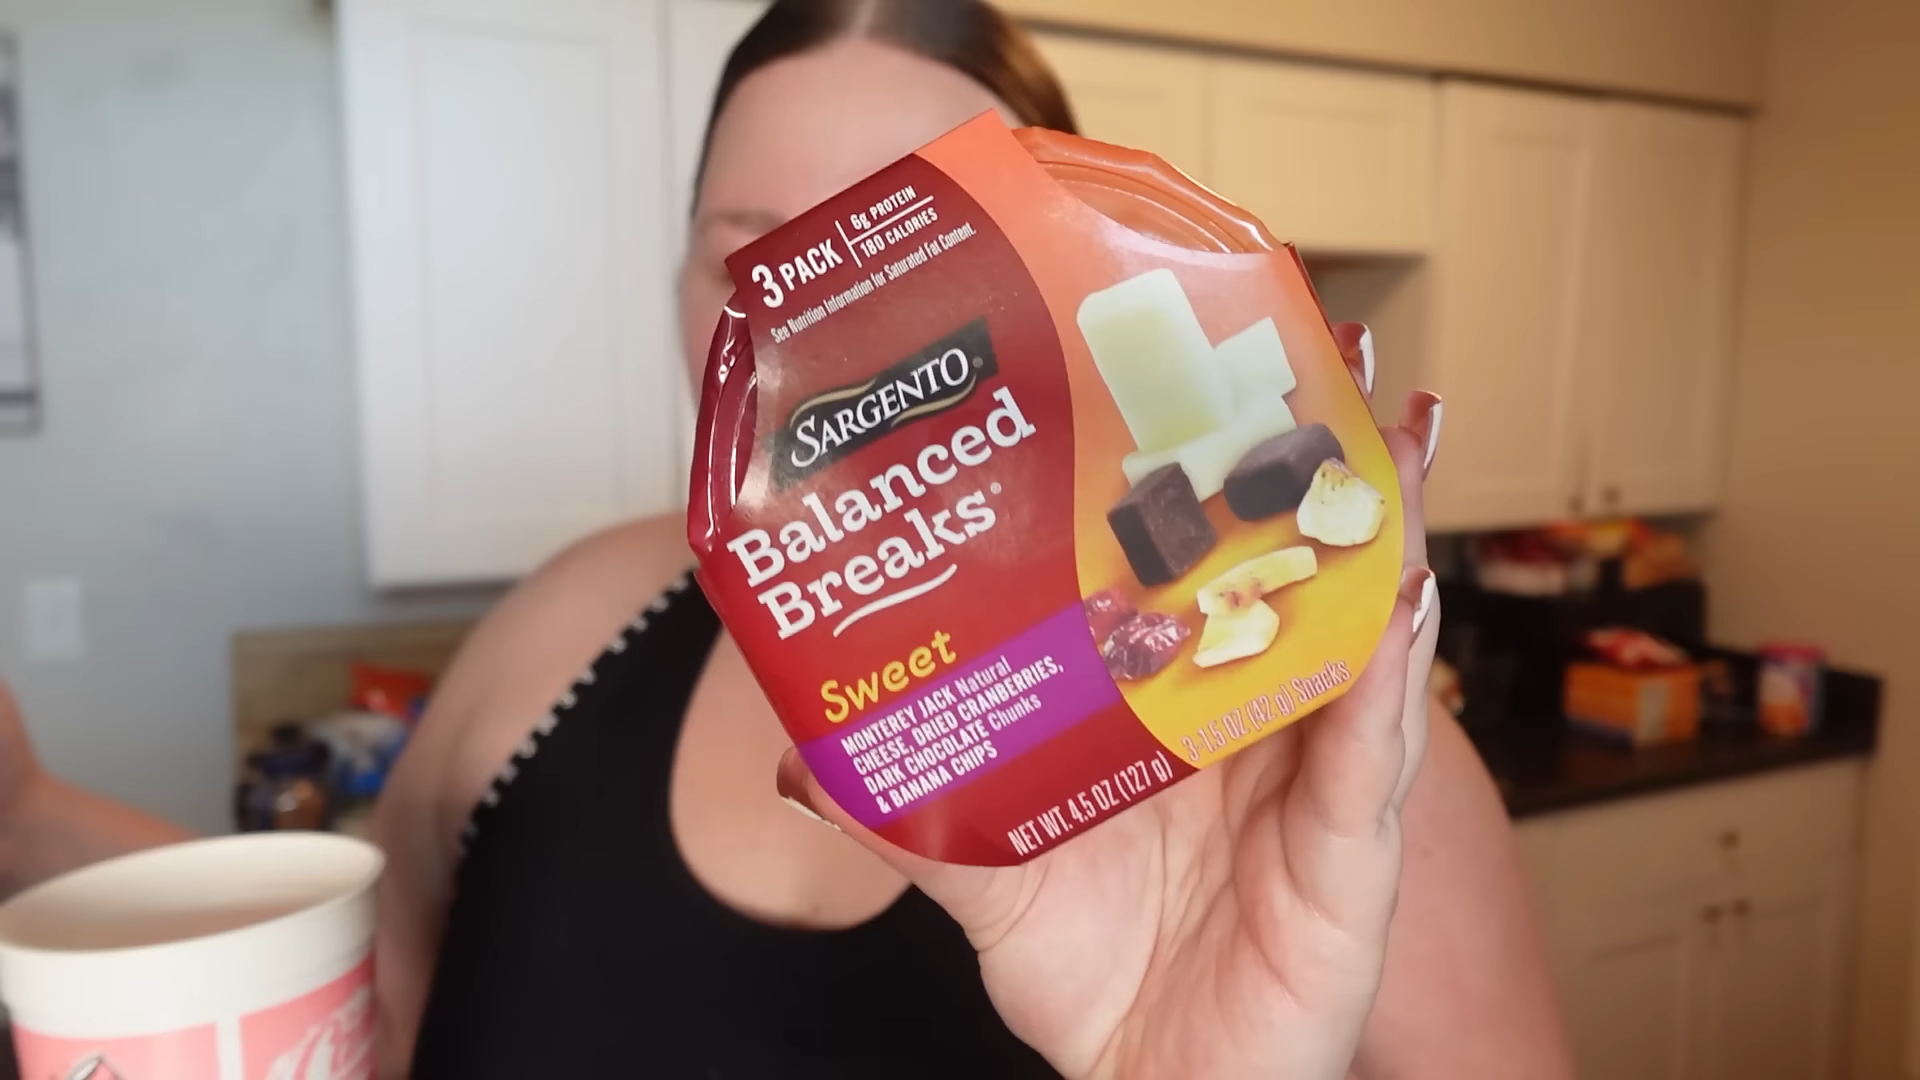 3 PACK
6g PROTEIN
180 CALORIES
See Nutrition Information for Saturated Fat Content.
SARGENTO®
Balanced
Breaks®
Sweet
MONTEREY JACK Natural
CHEESE, DRIED CRANBERRIES,
DARK CHOCOLATE Chunks
& BANANA CHIPS
NET WT. 4.5 OZ (127 g)
3-1.5 OZ (42 g) Snacks